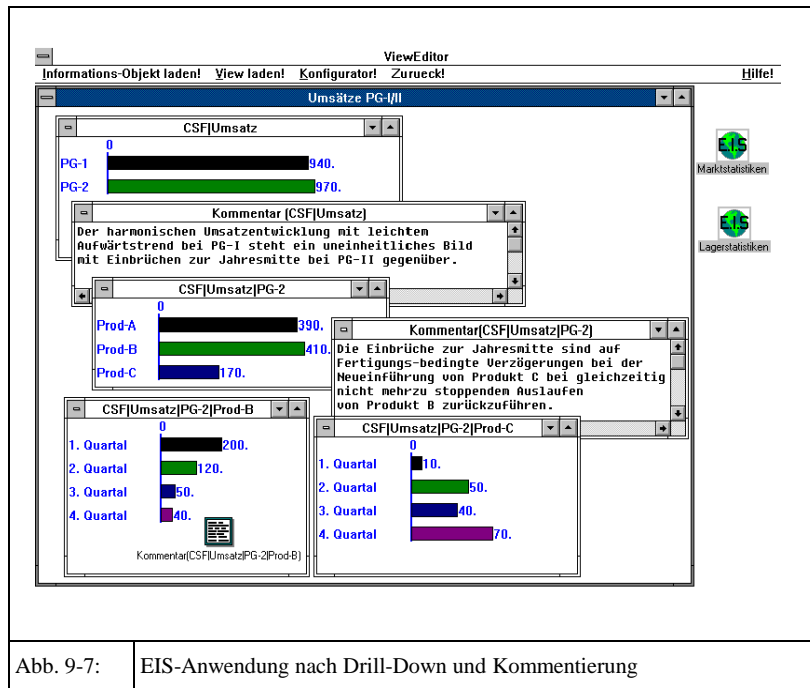 ViewEditor
Informations-Objekt laden! View laden! Konfigurator! Zurueck! Hilfe!
Umsätze PG-I/II
CSF|Umsatz
0
PG-1 940.
PG-2 970.
Kommentar (CSF|Umsatz)
Der harmonischen Umsatzentwicklung mit leichtem
Aufwärtstrend bei PG-I steht ein uneinheitliches Bild
mit Einbrüchen zur Jahresmitte bei PG-II gegenüber.
CSF|Umsatz|PG-2
0
Prod-A 390.
Prod-B 410.
Prod-C 170.
Kommentar(CSF|Umsatz|PG-2)
Die Einbrüche zur Jahresmitte sind auf
Fertigungs-bedingte Verzögerungen bei der
Neueinführung von Produkt C bei gleichzeitig
nicht mehrzu stoppendem Auslaufen
von Produkt B zurückzuführen.
CSF|Umsatz|PG-2|Prod-B
0
1. Quartal 200.
2. Quartal 120.
3. Quartal 50.
4. Quartal 40.
Kommentar(CSF|Umsatz|PG-2|Prod-B)
CSF|Umsatz|PG-2|Prod-C
0
1. Quartal 10.
2. Quartal 50.
3. Quartal 40.
4. Quartal 70.
E.I.S
Marktstatistiken
E.I.S
Lagerstatistiken
Abb. 9-7: EIS-Anwendung nach Drill-Down und Kommentierung